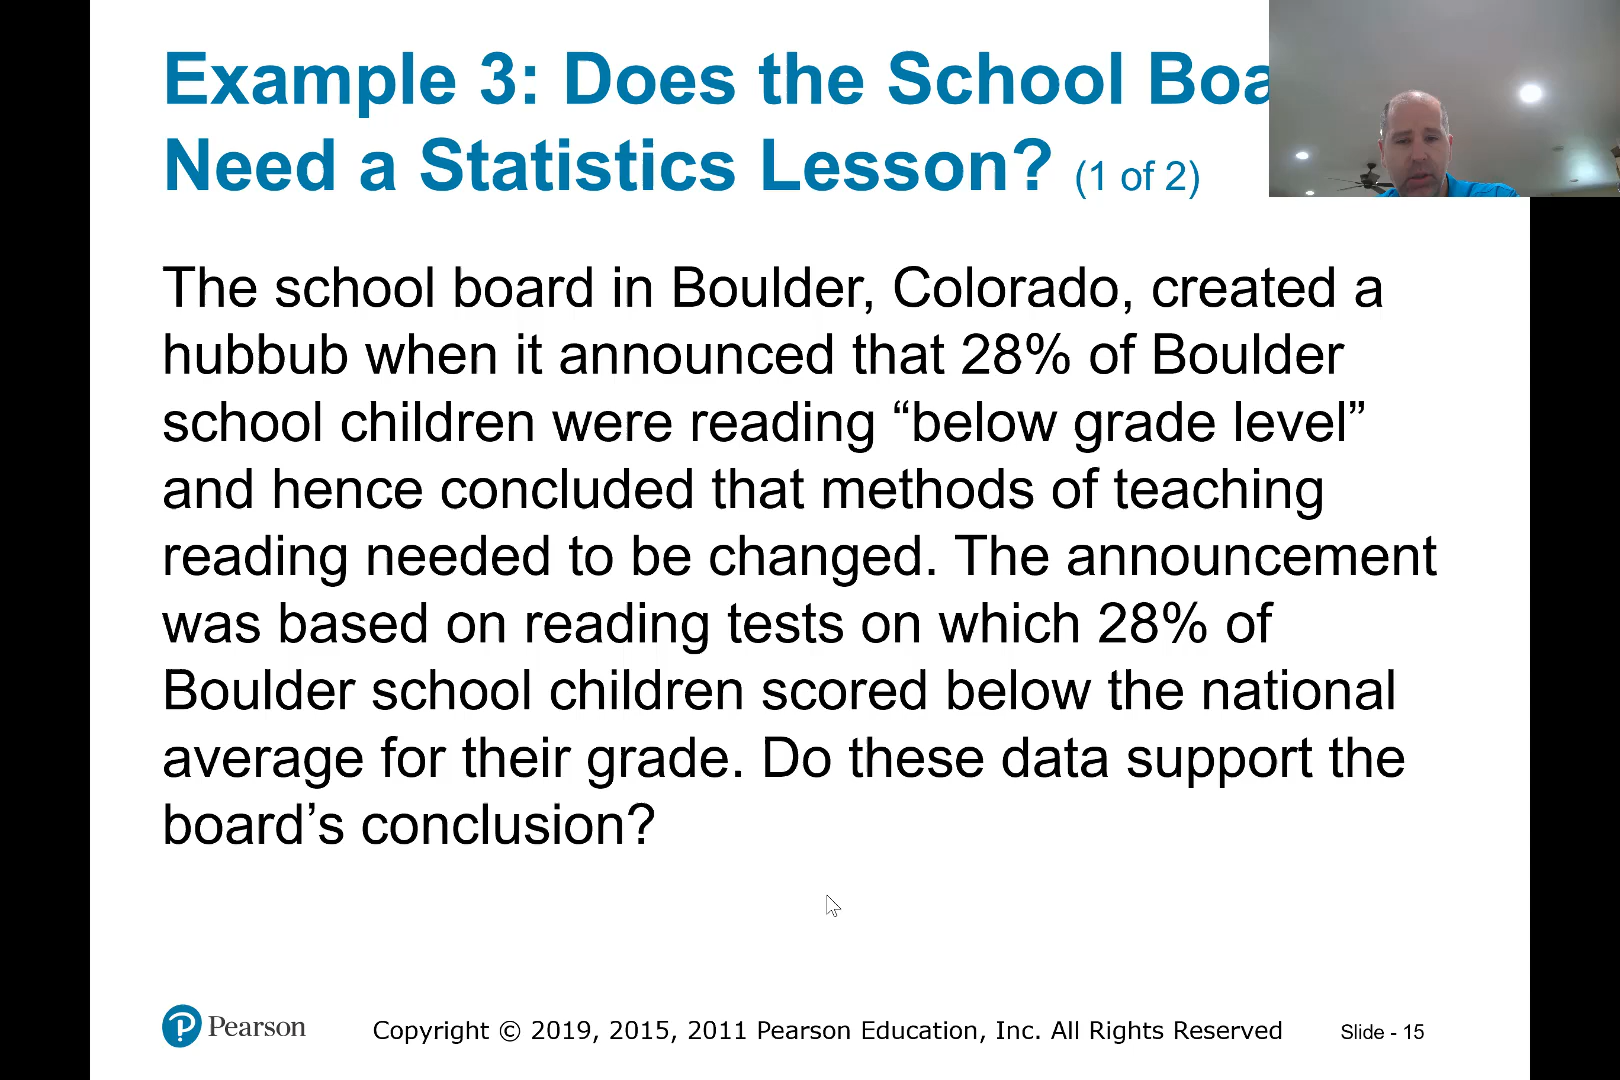 Example 3: Does the School Boa
Need a Statistics Lesson? (1 of 2)
The school board in Boulder, Colorado, created a
hubbub when it announced that 28% of Boulder
school children were reading “below grade level”
and hence concluded that methods of teaching
reading needed to be changed. The announcement
was based on reading tests on which 28% of
Boulder school children scored below the national
average for their grade. Do these data support the
board’s conclusion?
Pearson
Copyright © 2019, 2015, 2011 Pearson Education, Inc. All Rights Reserved
Slide - 15